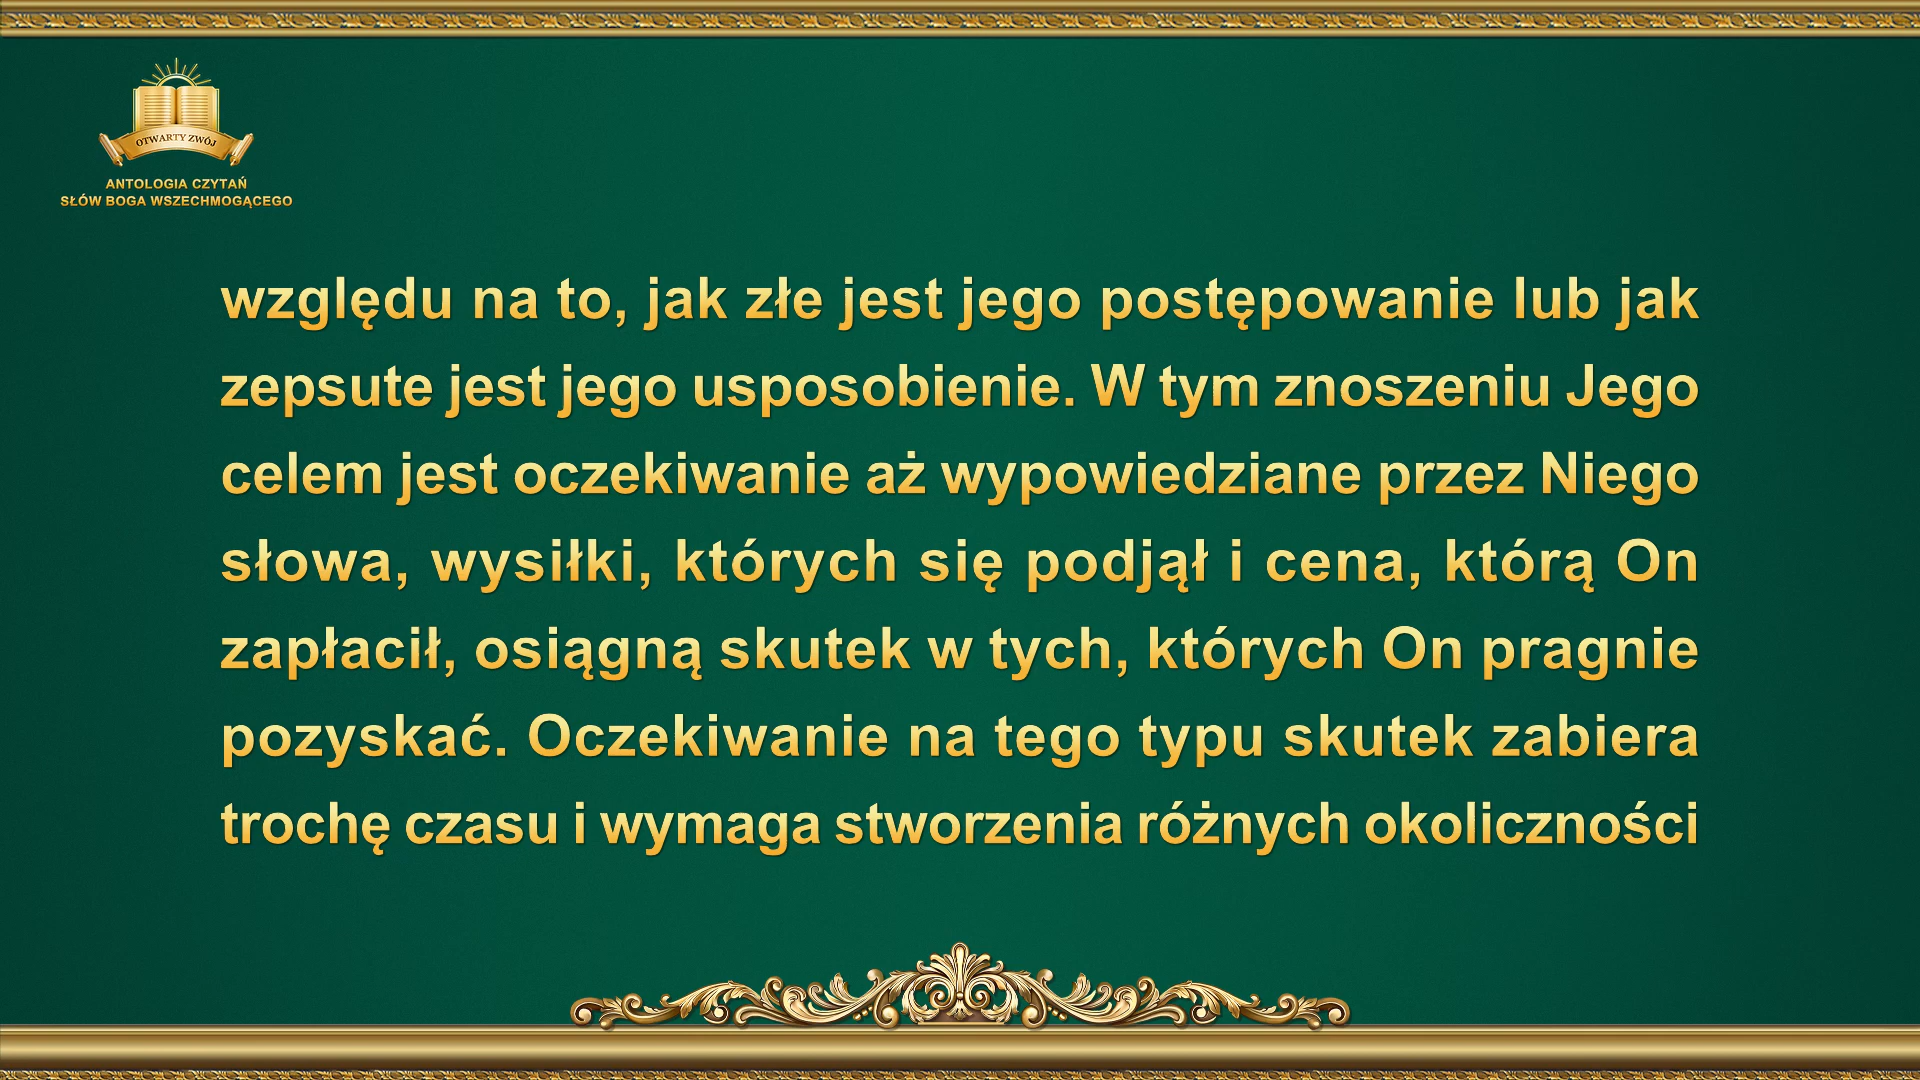 OTWARTY ZWÓJ
ANTOLOGIA CZYTAŃ
SŁÓW BOGA WSZECHMOGĄCEGO
względu na to, jak złe jest jego postępowanie lub jak
zepsute jest jego usposobienie. W tym znoszeniu Jego
celem jest oczekiwanie aż wypowiedziane przez Niego
słowa, wysiłki, których się podjął i cena, którą On
zapłacił, osiągną skutek w tych, których On pragnie
pozyskać. Oczekiwanie na tego typu skutek zabiera
trochę czasu i wymaga stworzenia różnych okoliczności